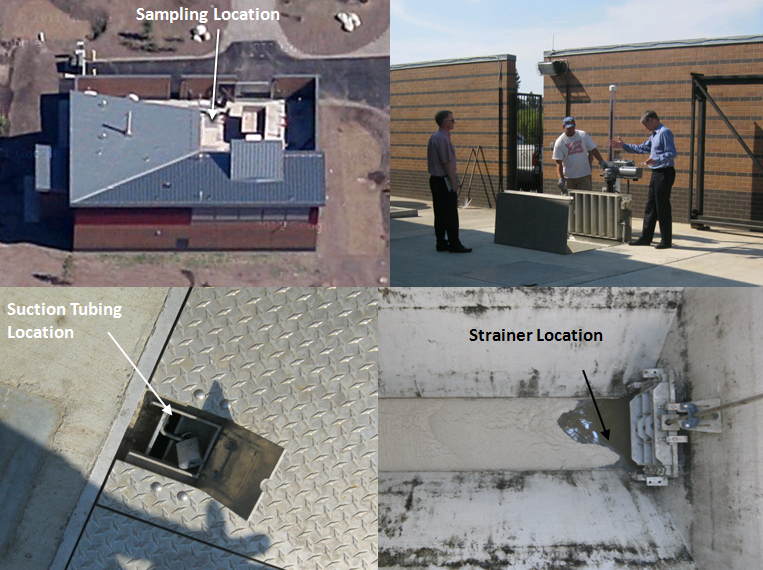 Sampling Location
Suction Tubing
Location
Strainer Location